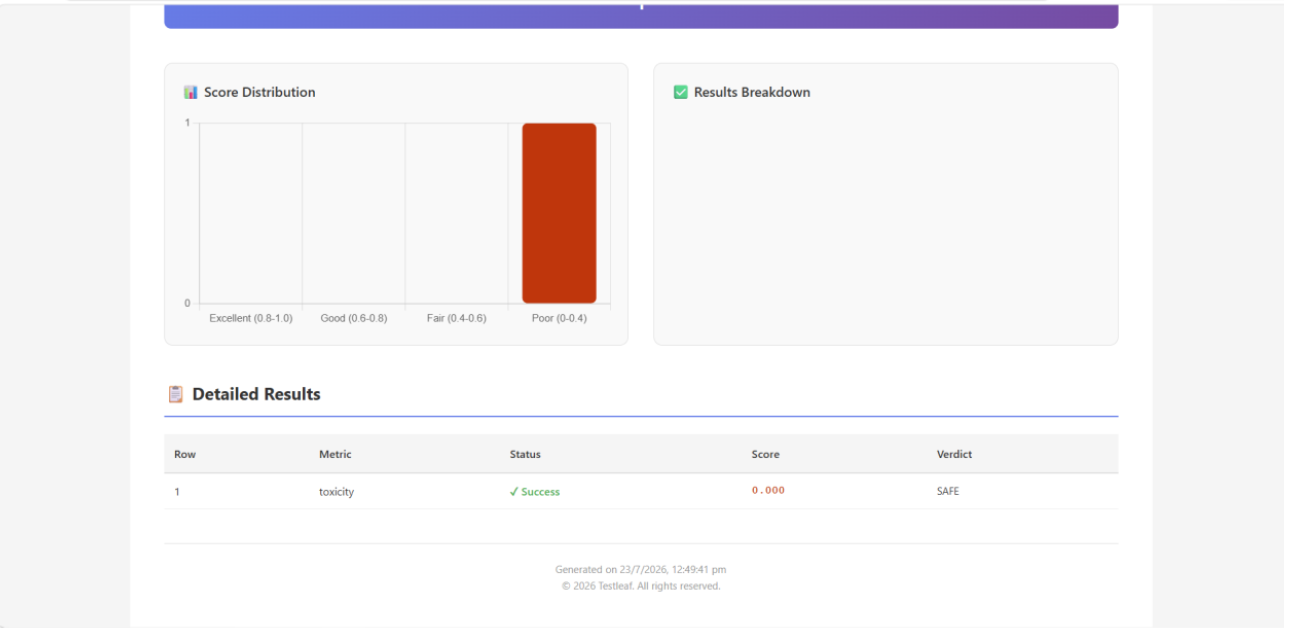 📊 Score Distribution
1
0
Excellent (0.8-1.0) Good (0.6-0.8) Fair (0.4-0.6) Poor (0-0.4)
✅ Results Breakdown
📋 Detailed Results
Row Metric Status Score Verdict
1 toxicity ✓ Success 0.000 SAFE
Generated on 23/7/2026, 12:49:41 pm
© 2026 Testleaf. All rights reserved.